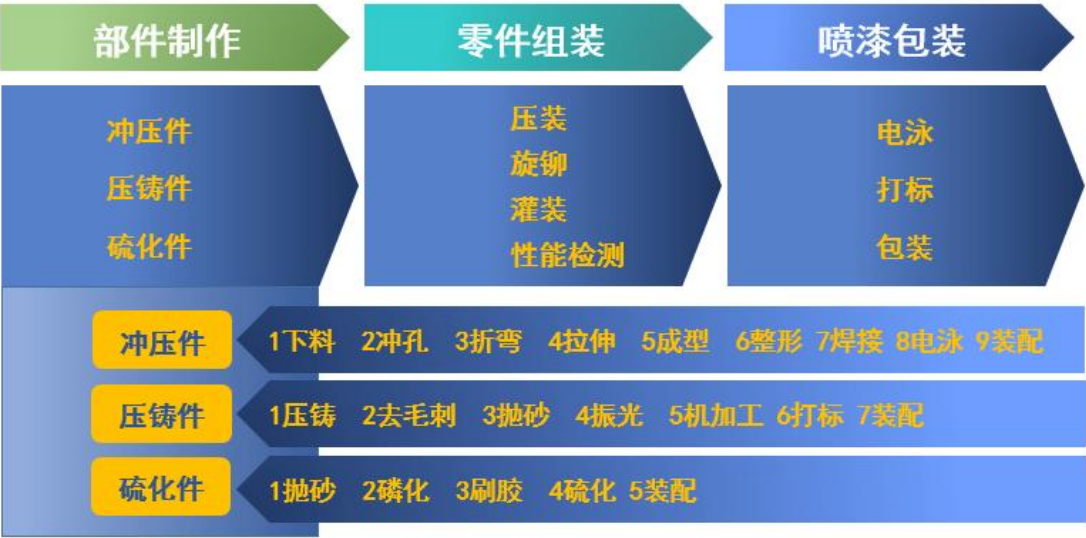 部件制作
零件组装
喷漆包装
冲压件
压铸件
硫化件
压装
旋铆
灌装
性能检测
电泳
打标
包装
冲压件
1下料 2冲孔 3折弯 4拉伸 5成型 6整形 7焊接 8电泳 9装配
压铸件
1压铸 2去毛刺 3抛砂 4振光 5机加工 6打标 7装配
硫化件
1抛砂 2磷化 3刷胶 4硫化 5装配